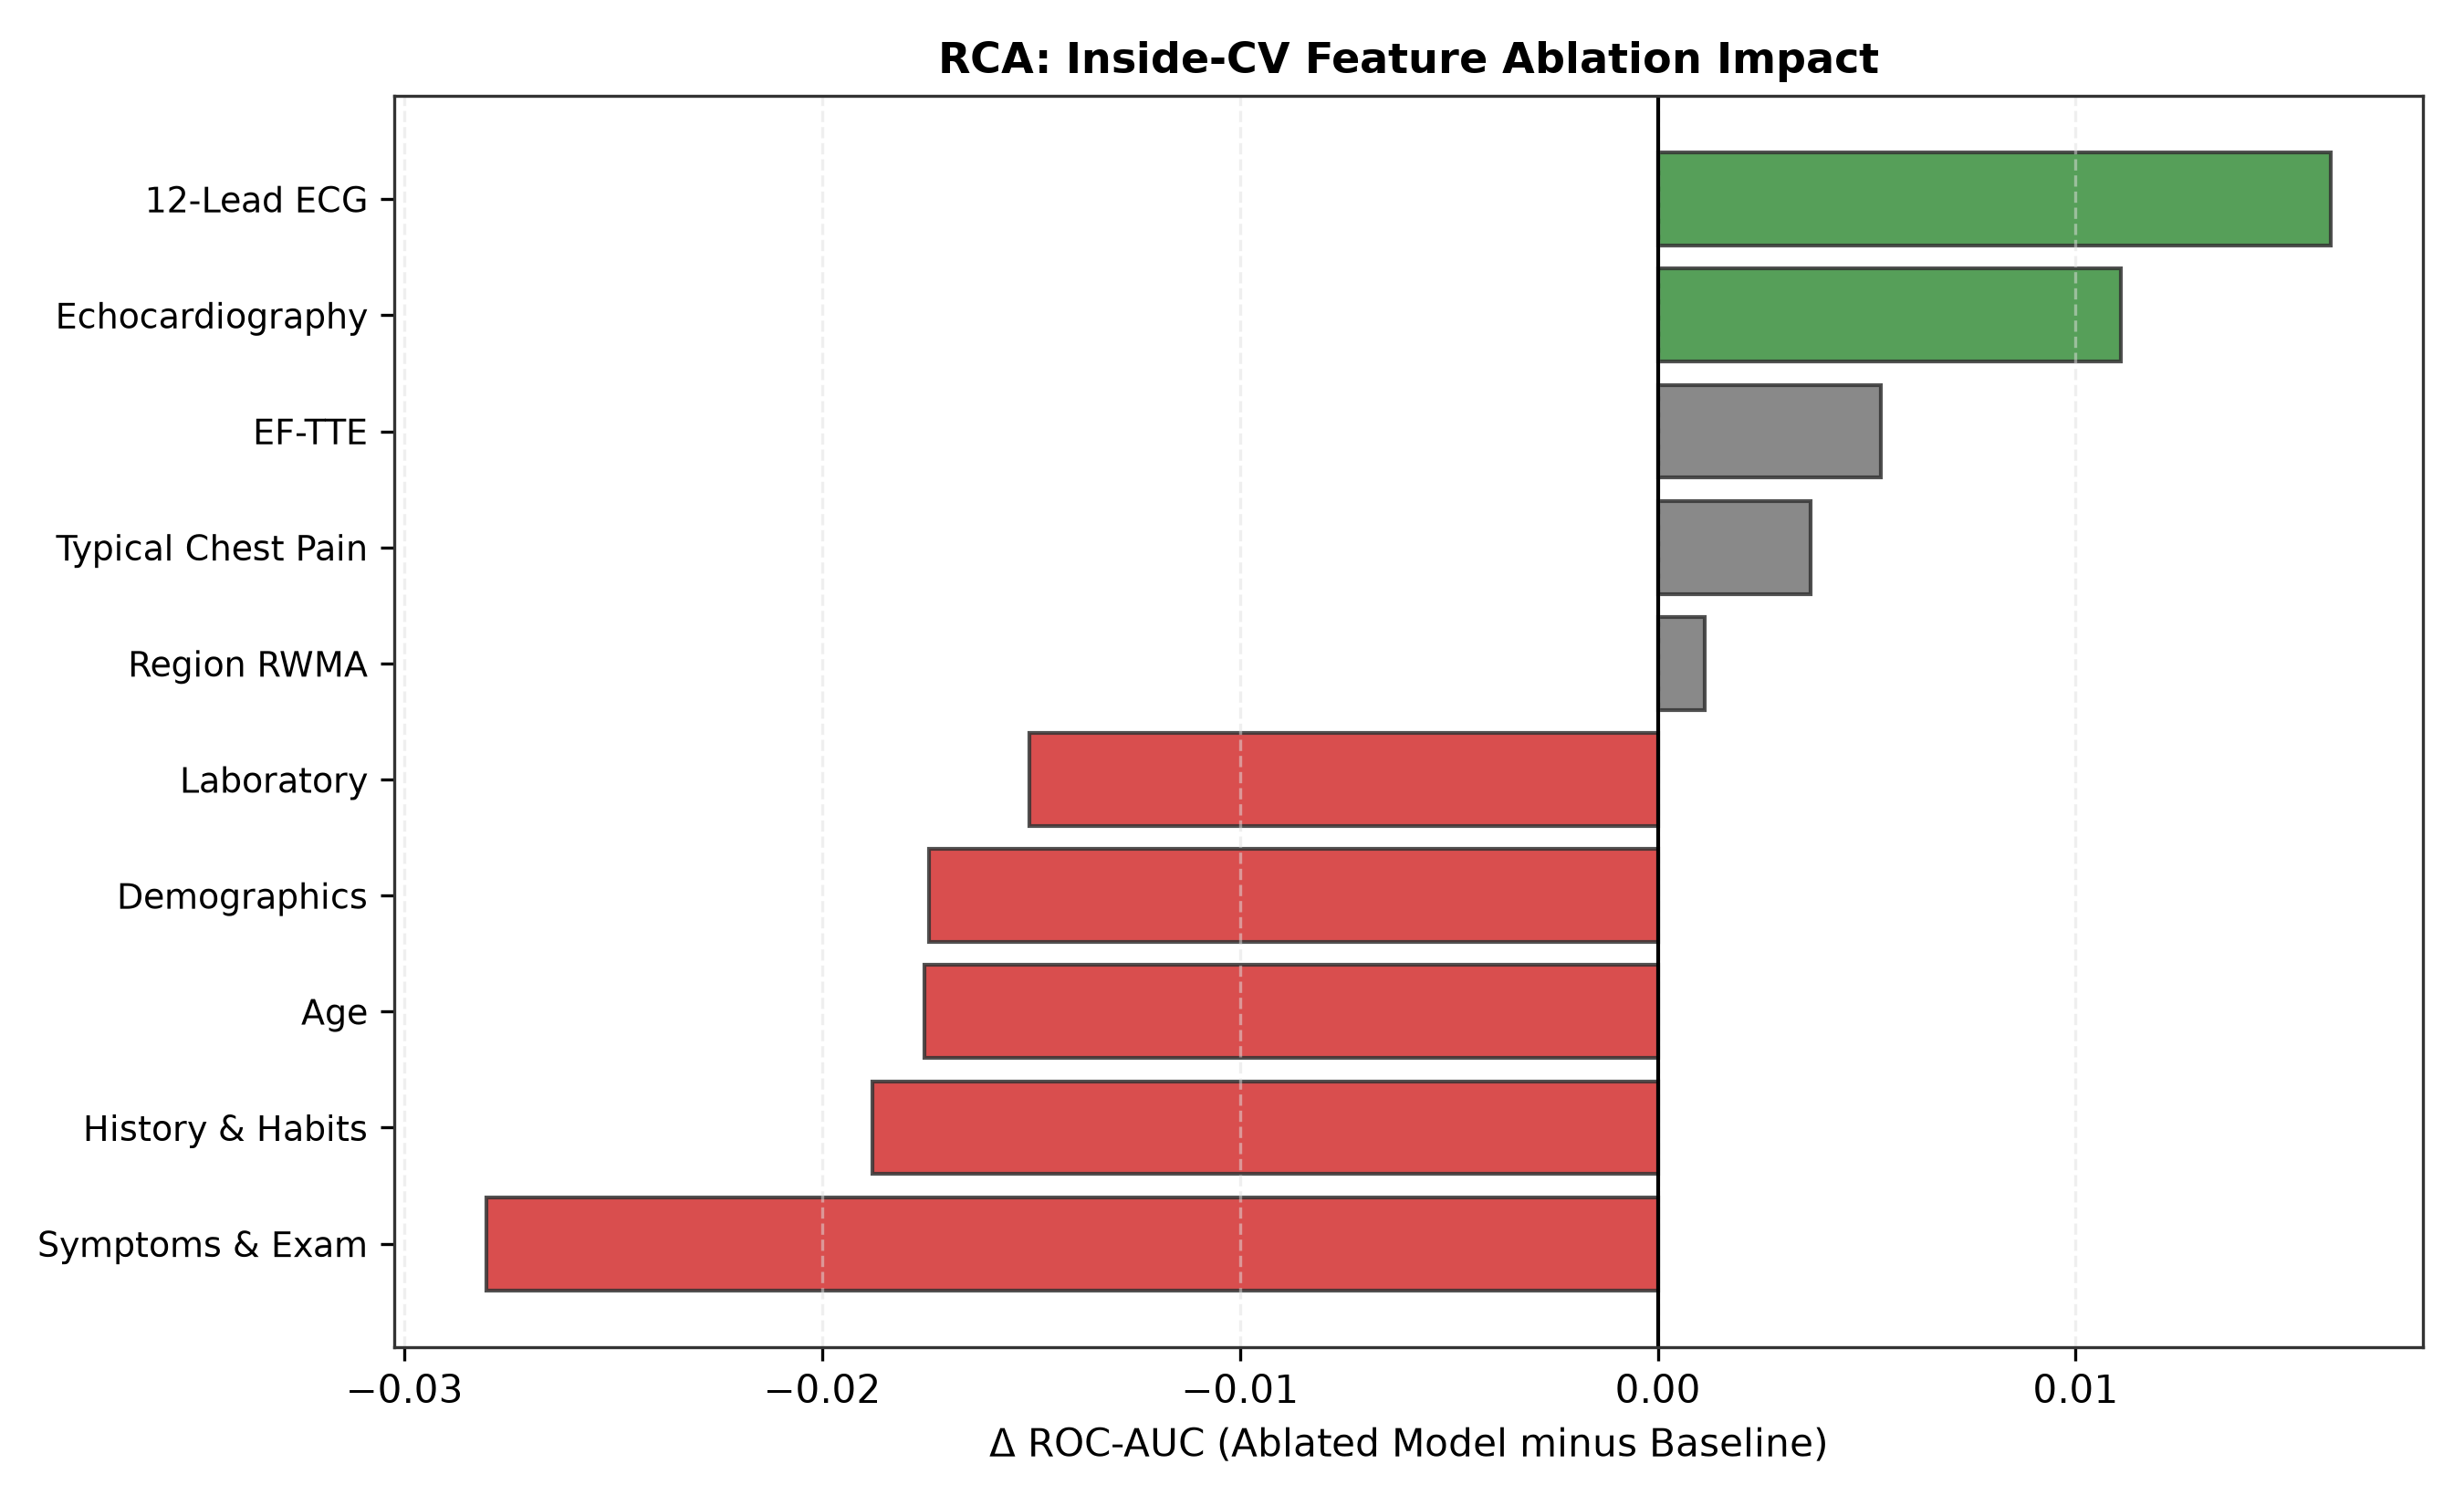 RCA: Inside-CV Feature Ablation Impact
12-Lead ECG
Echocardiography
EF-TTE
Typical Chest Pain
Region RWMA
Laboratory
Demographics
Age
History & Habits
Symptoms & Exam
−0.03 −0.02 −0.01 0.00 0.01
Δ ROC-AUC (Ablated Model minus Baseline)